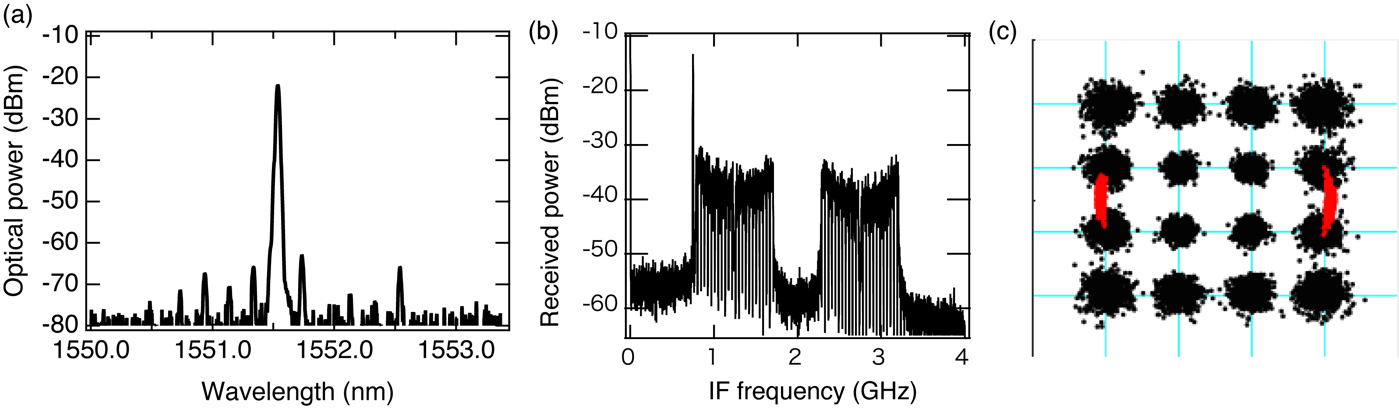 (a)
Optical power (dBm)
-10
-20
-30
-40
-50
-60
-70
-80
1550.0 1551.0 1552.0 1553.0
Wavelength (nm)
(b)
Received power (dBm)
-10
-20
-30
-40
-50
-60
0 1 2 3 4
IF frequency (GHz)
(c)